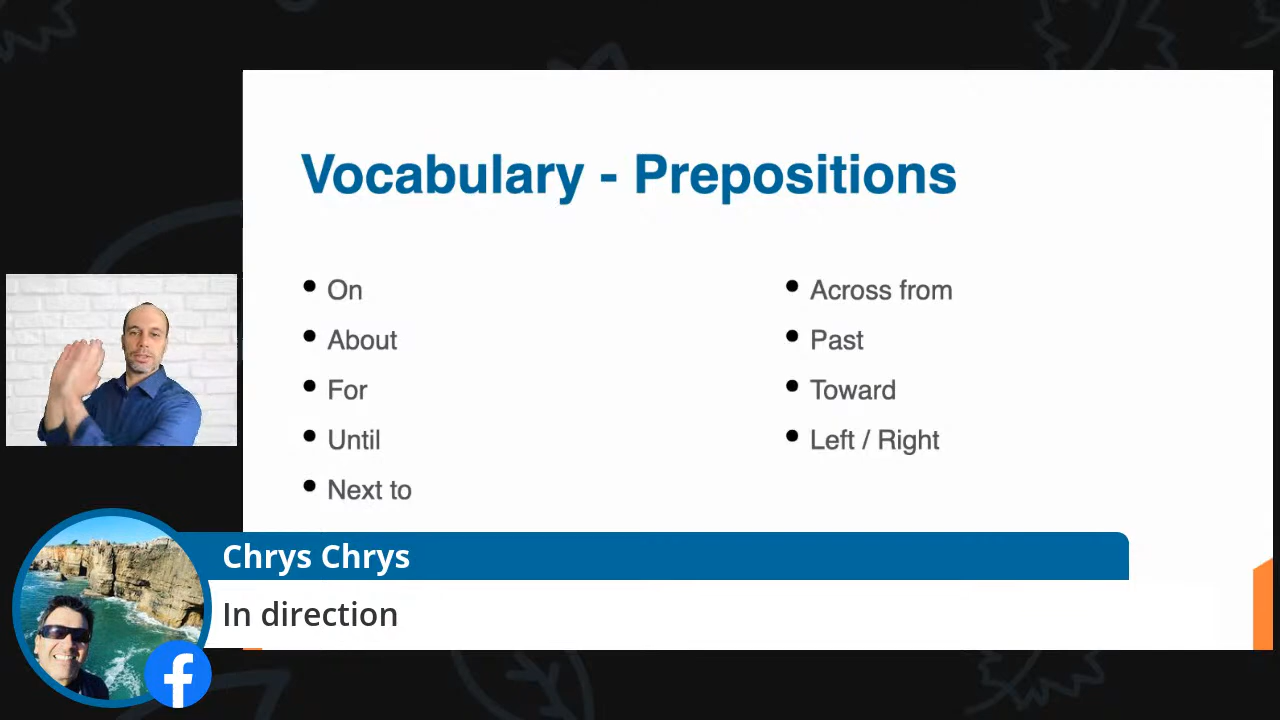 Vocabulary - Prepositions
• On
• About
• For
• Until
• Next to
• Across from
• Past
• Toward
• Left / Right
Chrys Chrys
In direction